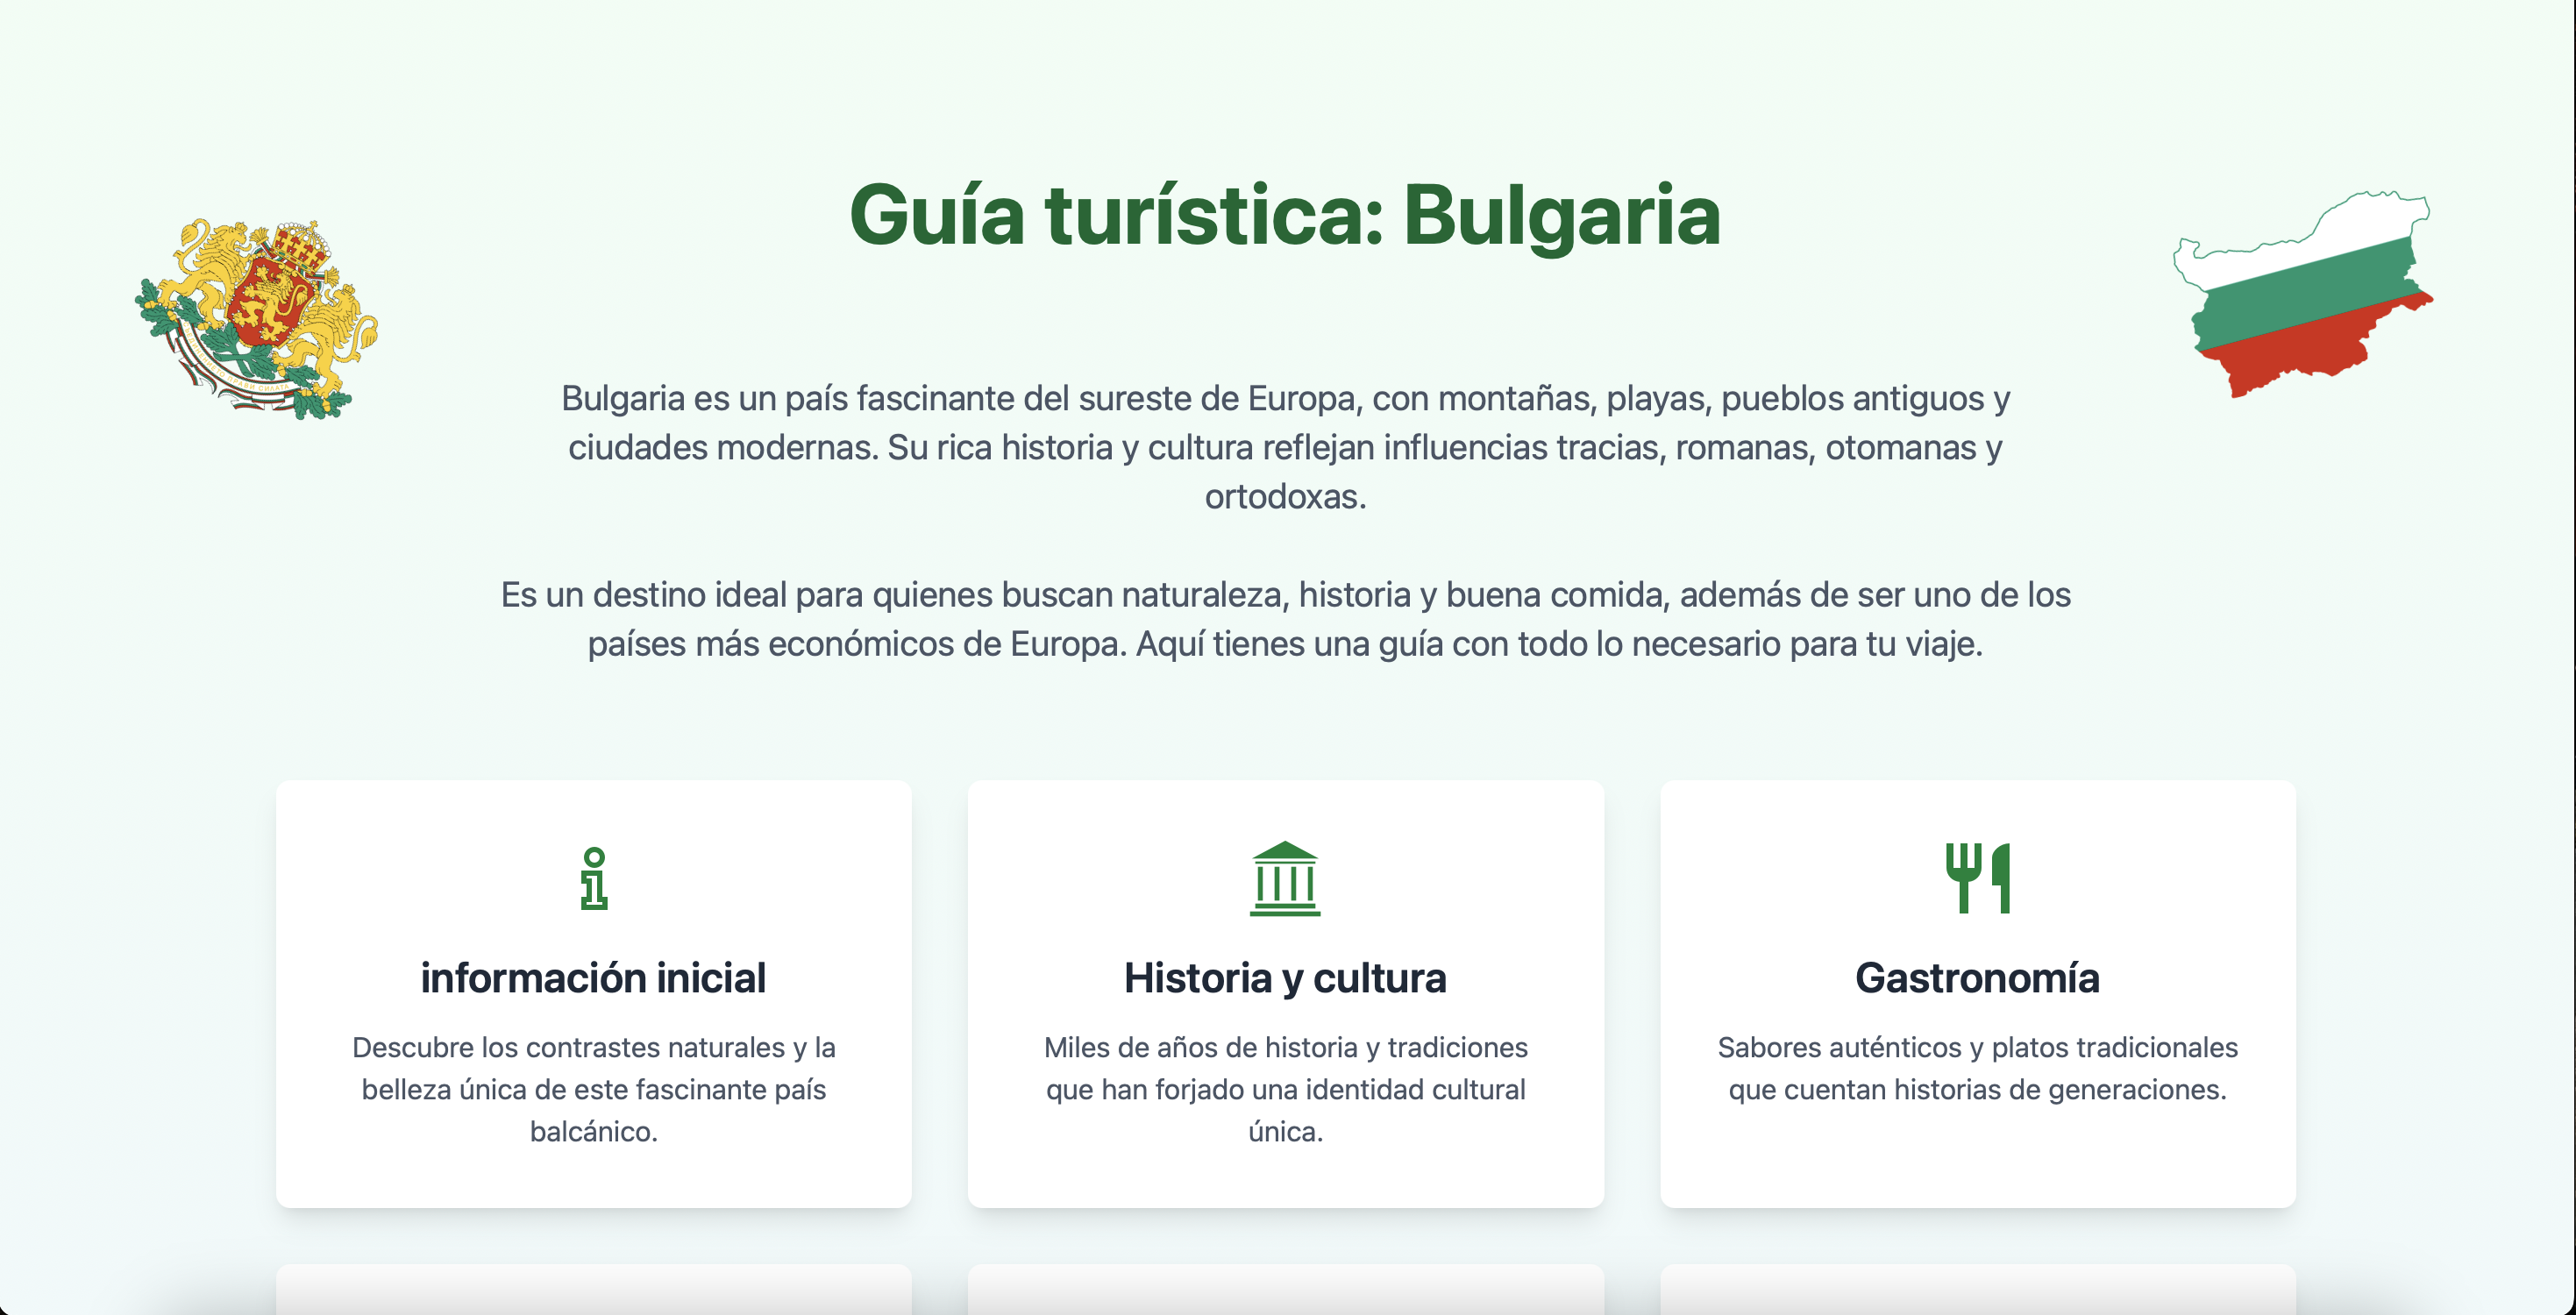 Guía turística: Bulgaria
Bulgaria es un país fascinante del sureste de Europa, con montañas, playas, pueblos antiguos y
ciudades modernas. Su rica historia y cultura reflejan influencias tracias, romanas, otomanas y
ortodoxas.
Es un destino ideal para quienes buscan naturaleza, historia y buena comida, además de ser uno de los
países más económicos de Europa. Aquí tienes una guía con todo lo necesario para tu viaje.
información inicial
Descubre los contrastes naturales y la
belleza única de este fascinante país
balcánico.
Historia y cultura
Miles de años de historia y tradiciones
que han forjado una identidad cultural
única.
Gastronomía
Sabores auténticos y platos tradicionales
que cuentan historias de generaciones.